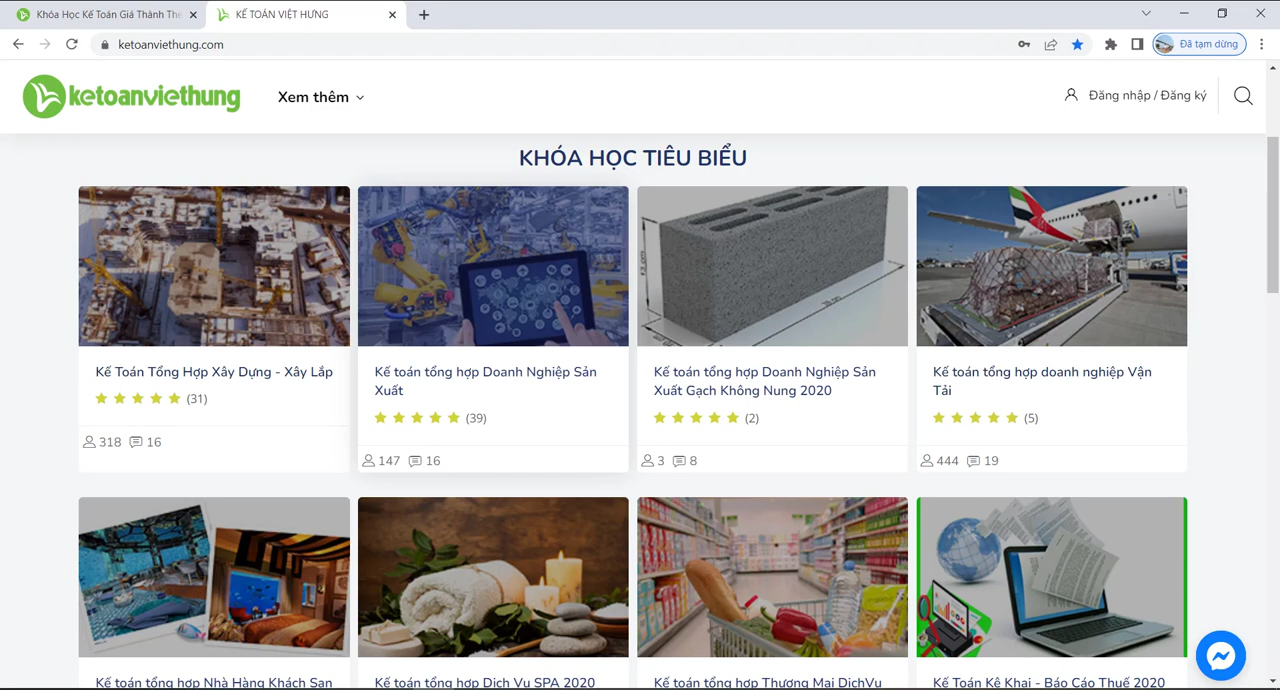 Khóa Học Kế Toán Giá Thành The
KẾ TOÁN VIỆT HƯNG
ketoanviethung.com
Đã tạm dừng
ketoanviethung
Xem thêm
Đăng nhập / Đăng ký
KHÓA HỌC TIÊU BIỂU
Kế Toán Tổng Hợp Xây Dựng - Xây Lắp
(31)
318 16
Kế toán tổng hợp Doanh Nghiệp Sản
Xuất
(39)
147 16
Kế toán tổng hợp Doanh Nghiệp Sản
Xuất Gạch Không Nung 2020
(2)
3 8
Kế toán tổng hợp doanh nghiệp Vận
Tải
(5)
444 19
Kế toán tổng hợp Nhà Hàng Khách Sạn
Kế toán tổng hợp Dịch Vụ SPA 2020
Kế toán tổng hợp Thương Mại DịchVụ
Kế Toán Kê Khai - Báo Cáo Thuế 2020